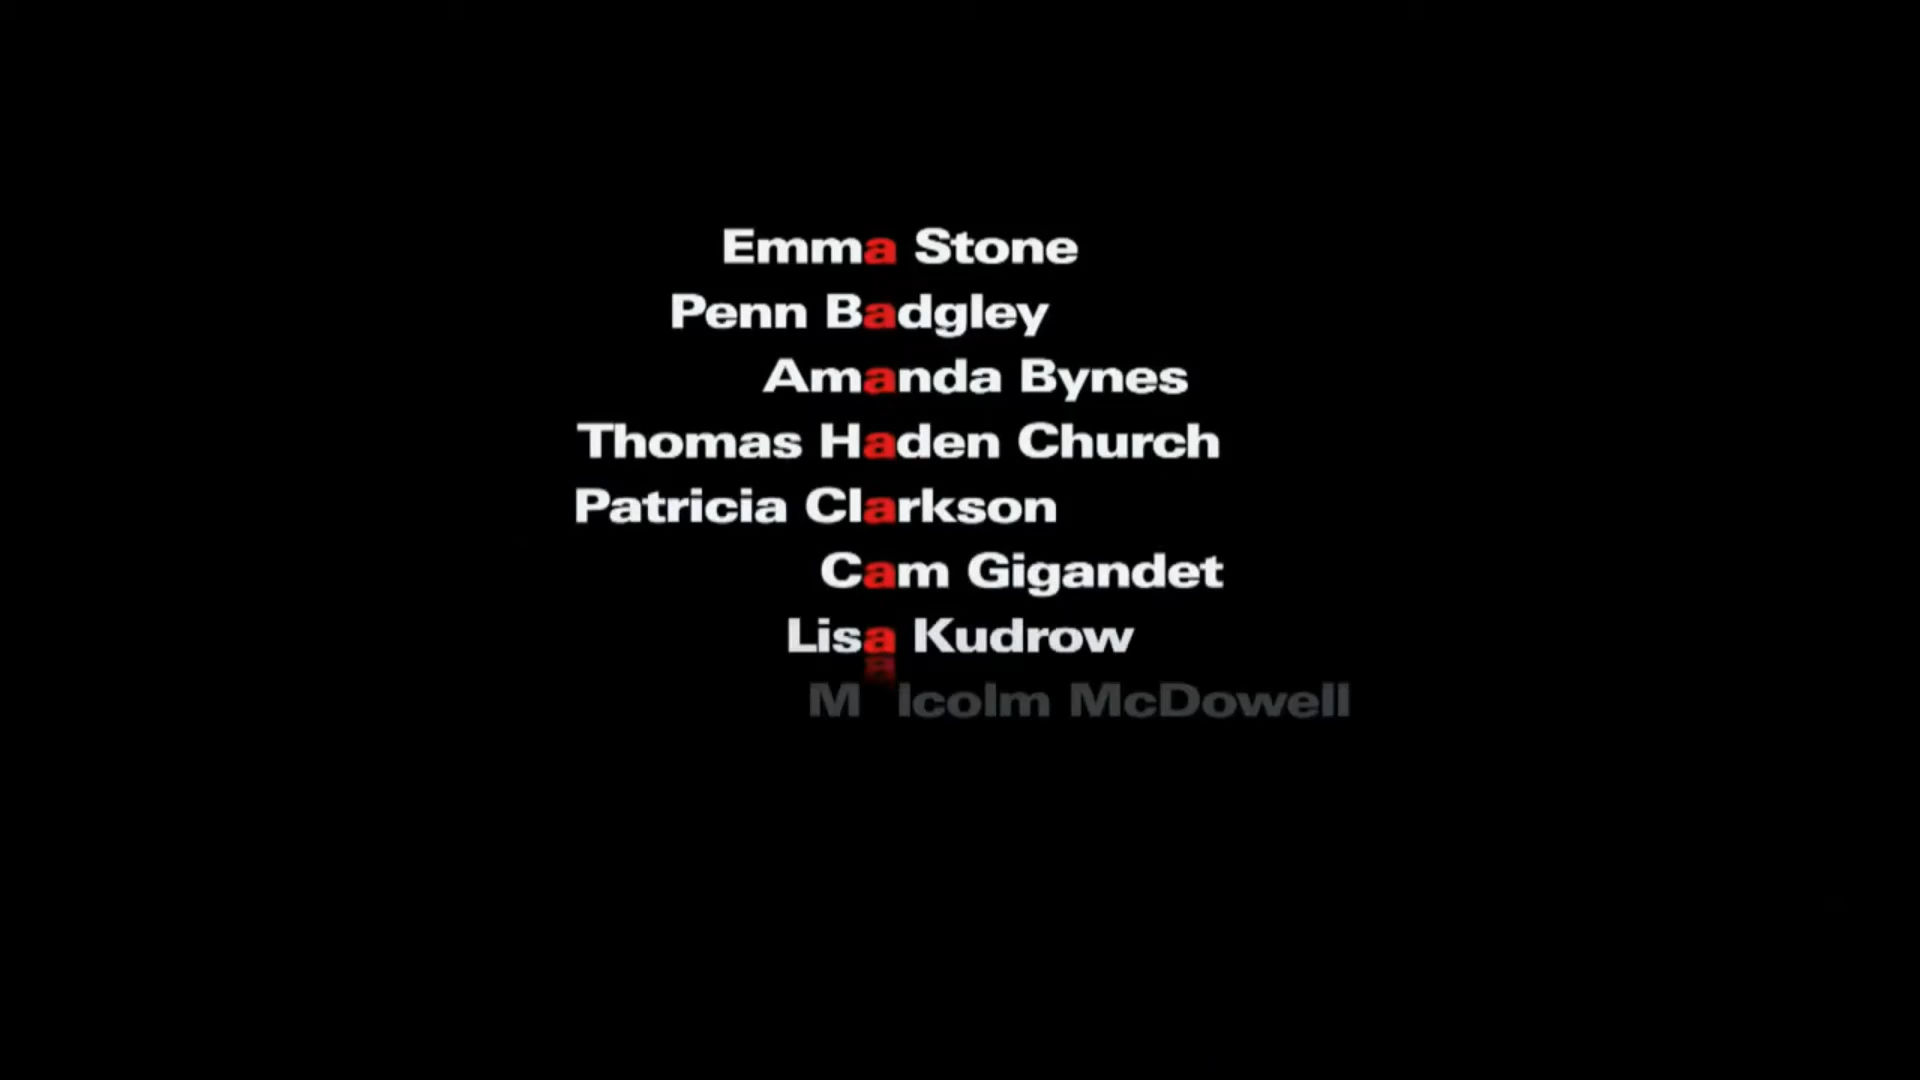 Emma Stone
Penn Badgley
Amanda Bynes
Thomas Haden Church
Patricia Clarkson
Cam Gigandet
Lisa Kudrow
M lcolm McDowell